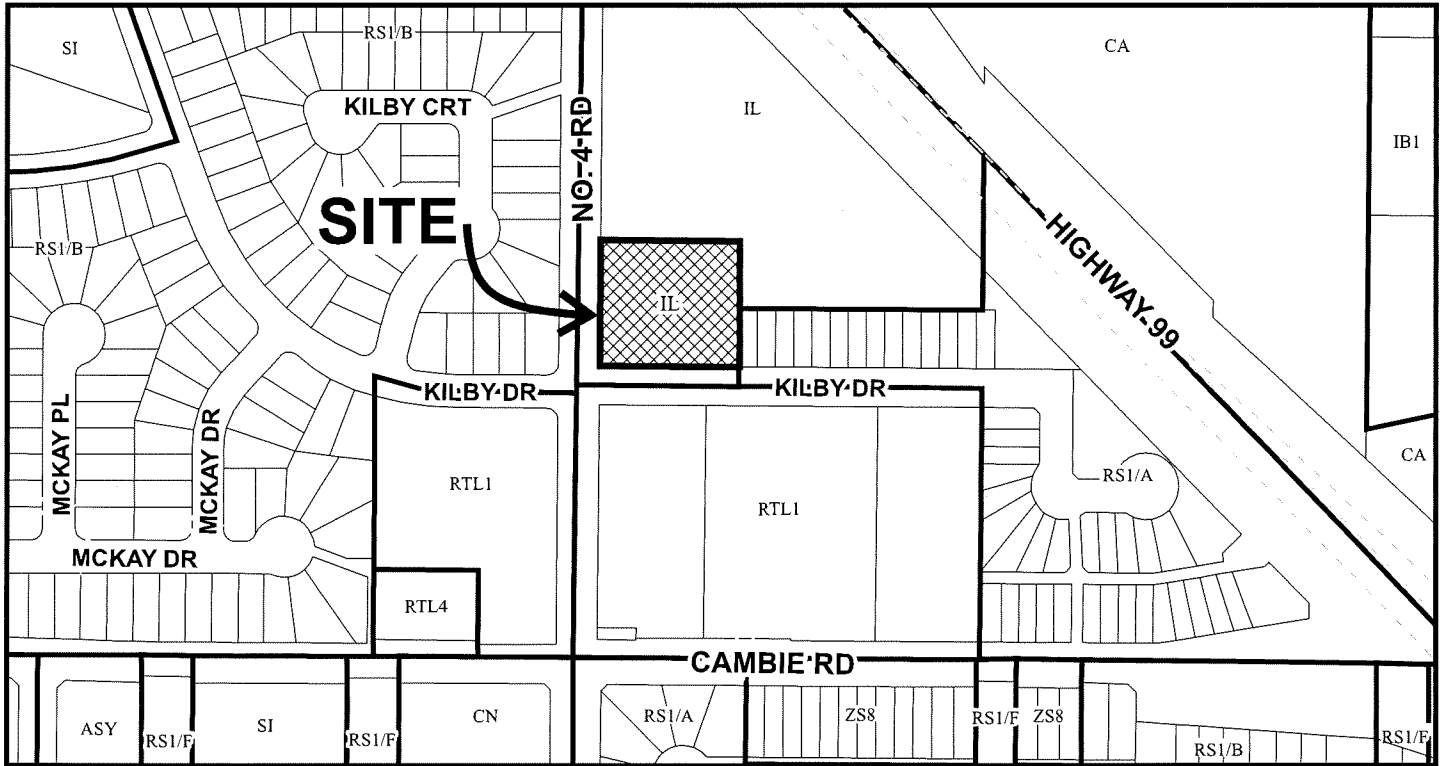 SI
RS1/B
CA
KILBY CRT
NO. 4 RD
IL
IB1
SITE
RS1/B
HIGHWAY 99
IL
KILBY DR
KILBY DR
MCKAY PL
MCKAY DR
CA
RS1/A
RTL1
RTL1
MCKAY DR
RTL4
CAMBIE RD
ASY
RS1/F
SI
RS1/F
CN
RS1/A
ZS8
RS1/F
ZS8
RS1/B
RS1/F